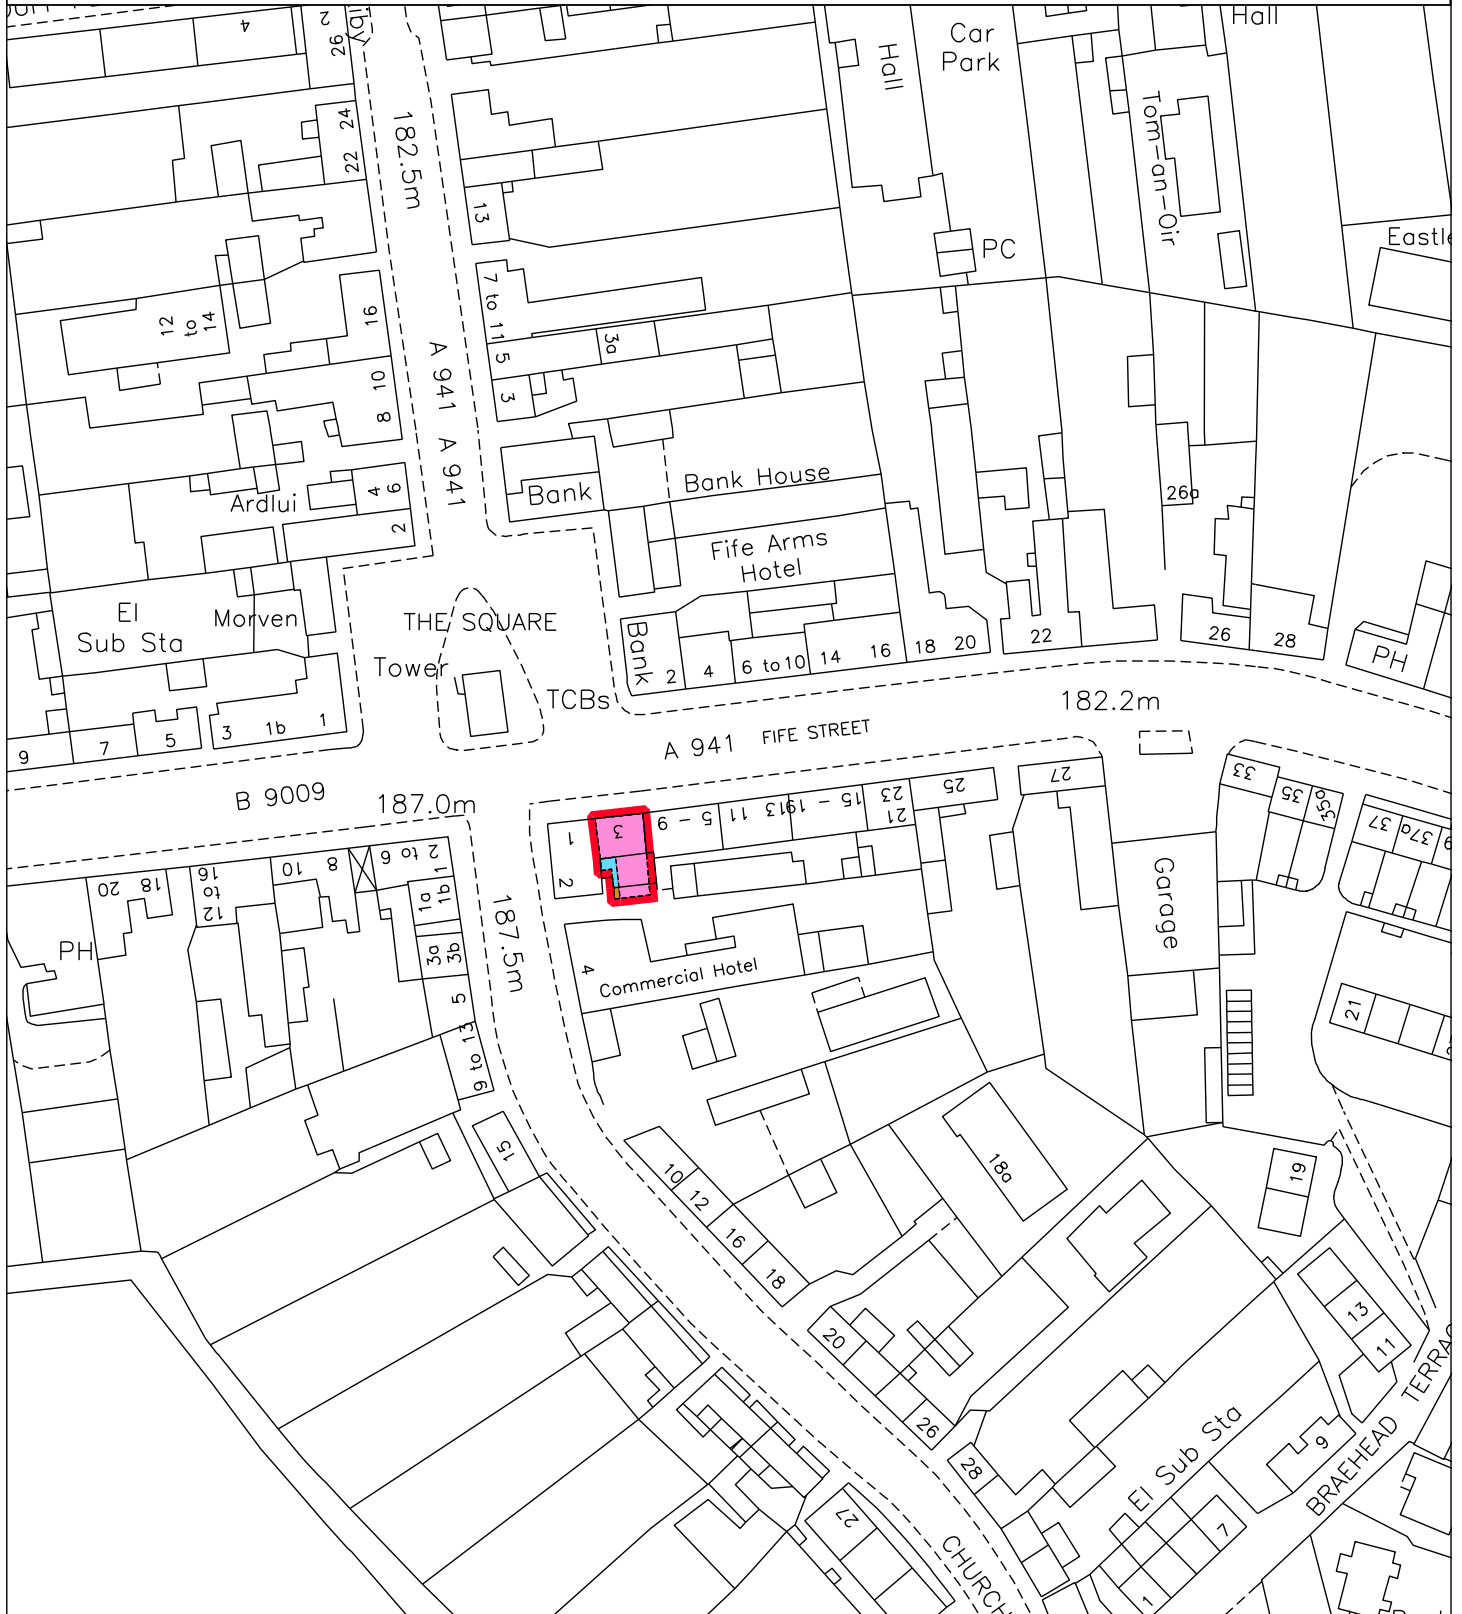 4
2
26
Hall
Car
Park
Hall
24
22
182.5m
Tom-an-Oir
13
PC
7 to 11
12
to
14
16
A 941
5
3a
3
10
8
A 941
Bank House
Bank
26a
Ardlui
4
6
2
Fife Arms
Hotel
El
Sub Sta
Morven
THE SQUARE
Tower
TCBs
Bank
2
4
6 to10
14
16
18
20
22
26
28
PH
182.2m
3
1b
1
9
7
5
A 941
FIFE STREET
B 9009
187.0m
1
2
3
5 - 9
11
13
15 - 19
21
23
25
27
33
35
35a
37
37a
20
18
16
to
12
10
8
2 to 6
1
1a
1b
3a
3b
5
9 to 13
PH
187.5m
4
Commercial Hotel
Garage
21
15
10
12
16
18
18a
19
20
26
28
13
11
El Sub Sta
9
7
1
27
BRAEHEAD
CHURCH